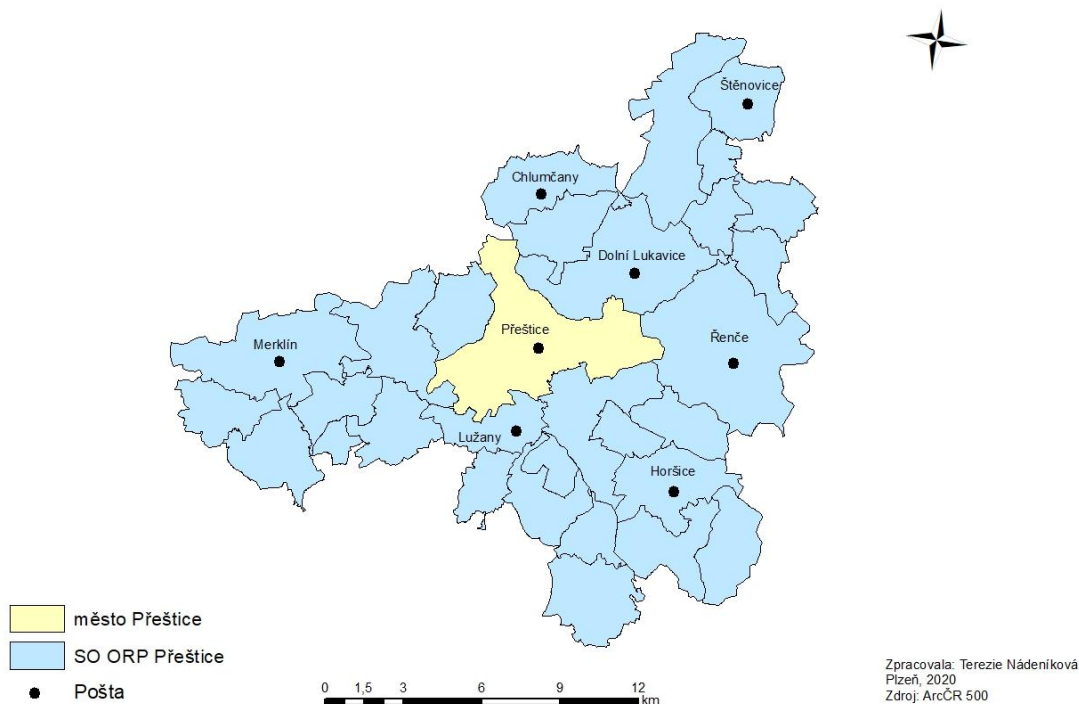 Štěnovice
Chlumčany
Dolní Lukavice
Přeštice
Řenče
Merklín
Lužany
Horšice
město Přeštice
SO ORP Přeštice
Pošta
0 1,5 3 6 9 12
km
Zpracovala: Terezie Nádeníková
Plzeň, 2020
Zdroj: ArcČR 500